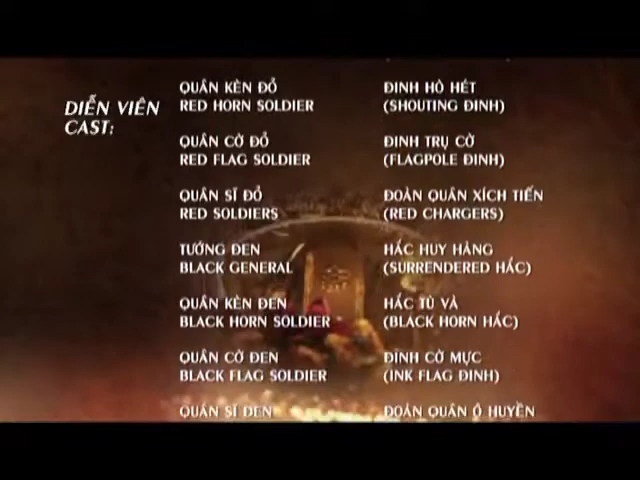 DIỄN VIÊN
CAST:
QUÂN KÈN ĐỎ ĐINH HÒ HÉT
RED HORN SOLDIER (SHOUTING ĐINH)
QUÂN CỜ ĐỎ ĐINH TRỤ CỜ
RED FLAG SOLDIER (FLAGPOLE ĐINH)
QUÂN SĨ ĐỎ ĐOÀN QUÂN XÍCH TIẾN
RED SOLDIERS (RED CHARGERS)
TƯỚNG ĐEN HẮC HUY HÀNG
BLACK GENERAL (SURRENDERED HẮC)
QUÂN KÈN ĐEN HẮC TÙ VÀ
BLACK HORN SOLDIER (BLACK HORN HẮC)
QUÂN CỜ ĐEN ĐINH CỜ MỰC
BLACK FLAG SOLDIER (INK FLAG ĐINH)
QUÂN SĨ ĐEN ĐOÀN QUÂN Ô HUYỀN